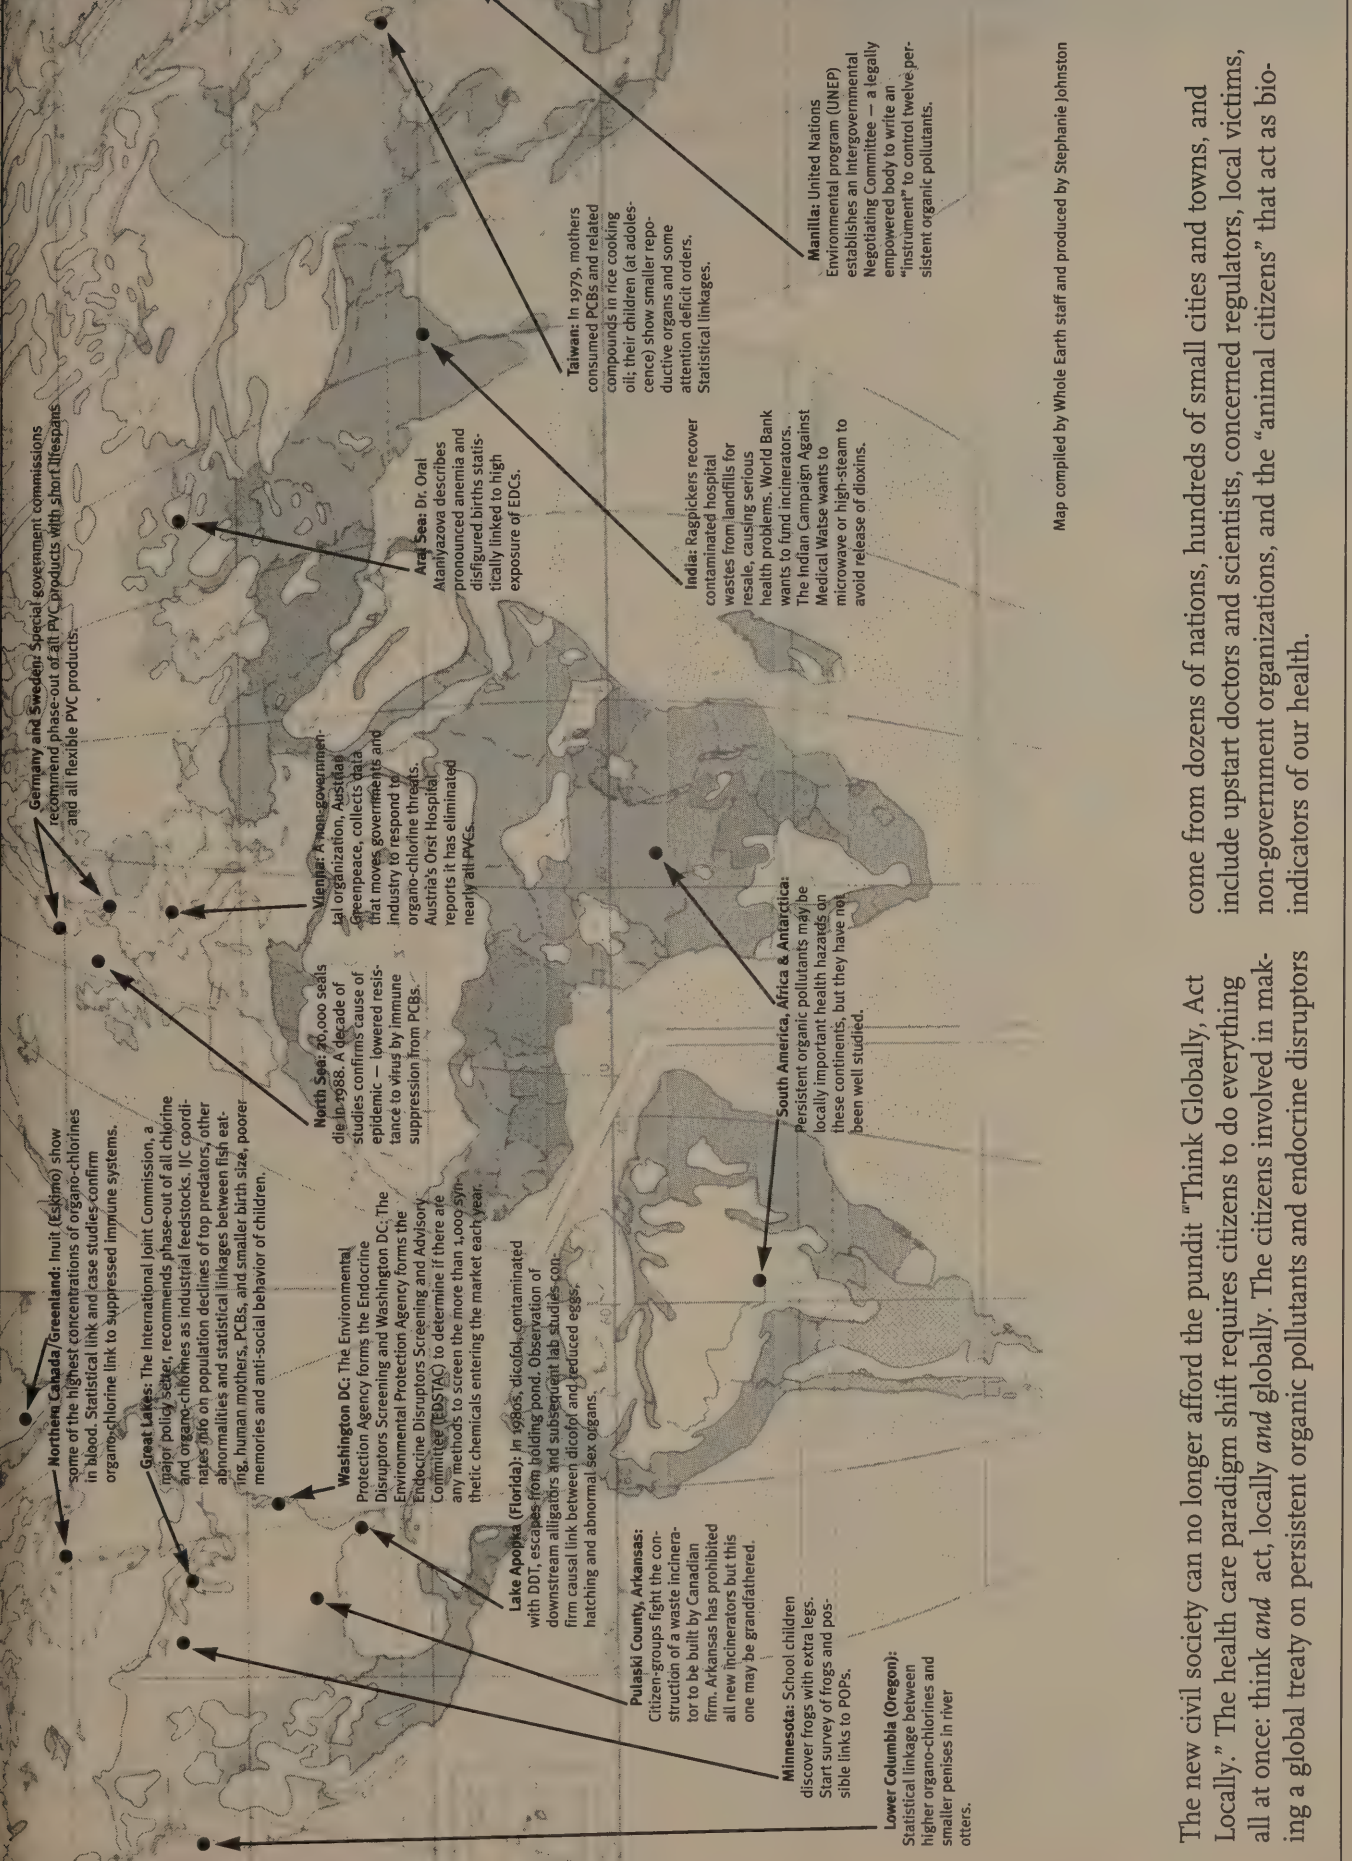 Northern Canada/Greenland: Inuit (Eskimo) show
some of the highest concentrations of organo-chlorines
in blood. Statistical link and case studies confirm
organo-chlorine link to suppressed immune systems.
Great Lakes: The International Joint Commission, a
major policy setter, recommends phase-out of all chlorine
and organo-chlorines as industrial feedstocks. IJC coordi-
nates info on population declines of top predators, other
abnormalities and statistical linkages between fish eat-
ing, human mothers, PCBs, and smaller birth size, poorer
memories and anti-social behavior of children.
Washington DC: The Environmental
Protection Agency forms the Endocrine
Disruptors Screening and Washington DC: The
Environmental Protection Agency forms the
Endocrine Disruptors Screening and Advisory
Committee (EDSTAC) to determine if there are
any methods to screen the more than 1,000 syn-
thetic chemicals entering the market each year.
Lake Apopka (Florida): In 1980s, dicofol, contaminated
with DDT, escapes from holding pond. Observation of
downstream alligators and subsequent lab studies con-
firm causal link between dicofol and reduced eggs,
hatching and abnormal sex organs.
Pulaski County, Arkansas:
Citizen-groups fight the con-
struction of a waste incinera-
tor to be built by Canadian
firm. Arkansas has prohibited
all new incinerators but this
one may be grandfathered.
Minnesota: School children
discover frogs with extra legs.
Start survey of frogs and pos-
sible links to POPs.
Lower Columbia (Oregon):
Statistical linkage between
higher organo-chlorines and
smaller penises in river
otters.
Germany and Sweden: Special government commissions
recommend phase-out of all PVC products with short lifespans
and all flexible PVC products.
North Sea: 20,000 seals
die in 1988. A decade of
studies confirms cause of
epidemic — lowered resis-
tance to virus by immune
suppression from PCBs.
Vienna: A non-governmen-
tal organization, Austrian
Greenpeace, collects data
that moves governments and
industry to respond to
organo-chlorine threats.
Austria's Orst Hospital
reports it has eliminated
nearly all PVCs.
South America, Africa & Antarctica:
Persistent organic pollutants may be
locally important health hazards on
these continents, but they have not
been well studied.
Aral Sea: Dr. Oral
Ataniyazova describes
pronounced anemia and
disfigured births statis-
tically linked to high
exposure of EDCs.
India: Ragpickers recover
contaminated hospital
wastes from landfills for
resale, causing serious
health problems. World Bank
wants to fund incinerators.
The Indian Campaign Against
Medical Watse wants to
microwave or high-steam to
avoid release of dioxins.
Taiwan: In 1979, mothers
consumed PCBs and related
compounds in rice cooking
oil; their children (at adoles-
cence) show smaller repo-
ductive organs and some
attention deficit orders.
Statistical linkages.
Manilla: United Nations
Environmental program (UNEP)
establishes an Intergovernmental
Negotiating Committee — a legally
empowered body to write an
"instrument" to control twelve per-
sistent organic pollutants.
Map compiled by Whole Earth staff and produced by Stephanie Johnston
The new civil society can no longer afford the pundit "Think Globally, Act
Locally." The health care paradigm shift requires citizens to do everything
all at once: think and act, locally and globally. The citizens involved in mak-
ing a global treaty on persistent organic pollutants and endocrine disruptors
come from dozens of nations, hundreds of small cities and towns, and
include upstart doctors and scientists, concerned regulators, local victims,
non-government organizations, and the "animal citizens" that act as bio-
indicators of our health.